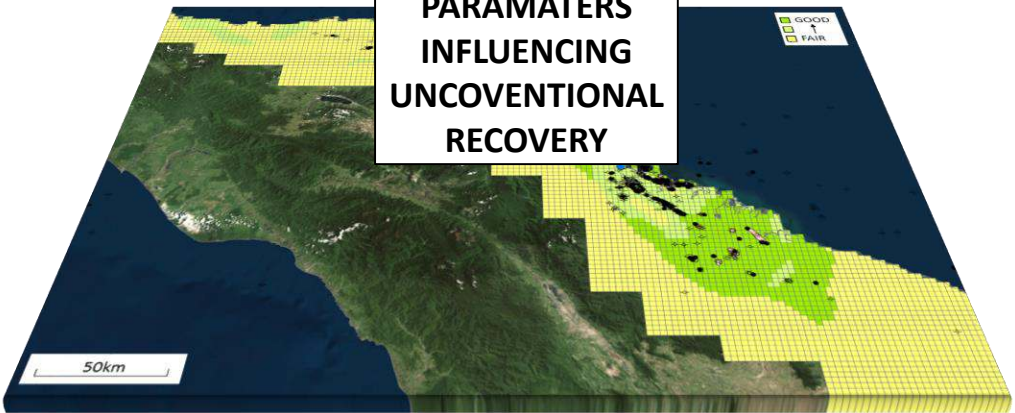 PARAMATERS
INFLUENCING
UNCOVENTIONAL
RECOVERY
GOOD
FAIR
50km